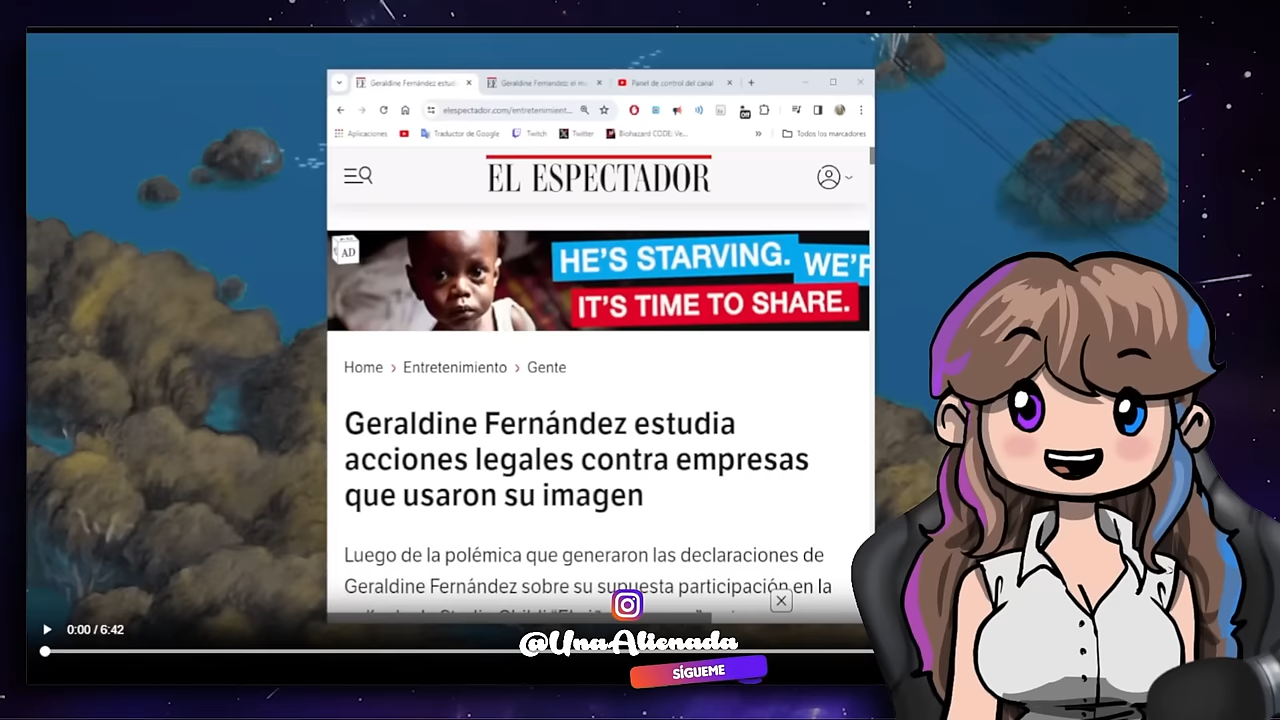 Geraldine Fernández estudi
Geraldine Fernandez: el m
Panel de control del canal
elespectador.com/entretenimient...
Aplicaciones
Traductor de Google
Twitch
Twitter
Biohazard CODE: Ve...
Todos los marcadores
EL ESPECTADOR
AD
HE'S STARVING.
WE'R
IT'S TIME TO SHARE.
Home > Entretenimiento > Gente
Geraldine Fernández estudia
acciones legales contra empresas
que usaron su imagen
Luego de la polémica que generaron las declaraciones de
Geraldine Fernández sobre su supuesta participación en la
0:00 / 6:42
@UnaAlienada
SÍGUEME